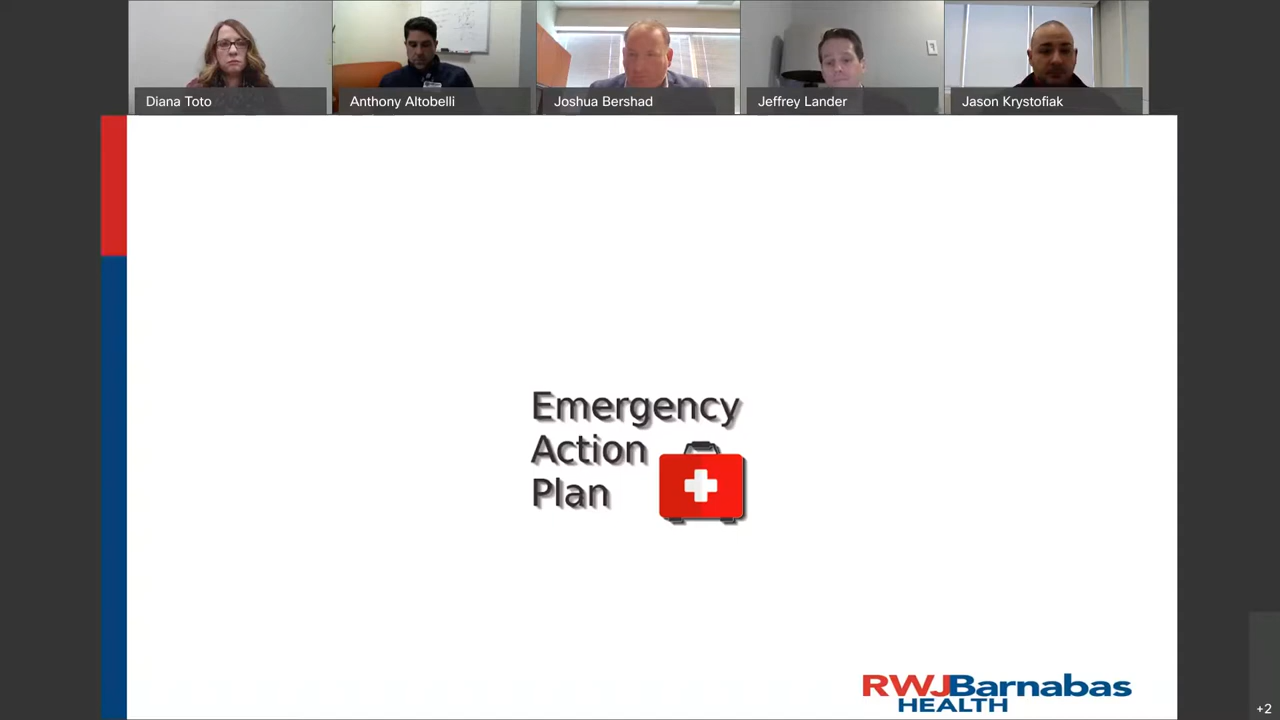 Diana Toto
Anthony Altobelli
Joshua Bershad
Jeffrey Lander
Jason Krystofiak
Emergency
Action
Plan
RWJBarnabas
HEALTH
+2